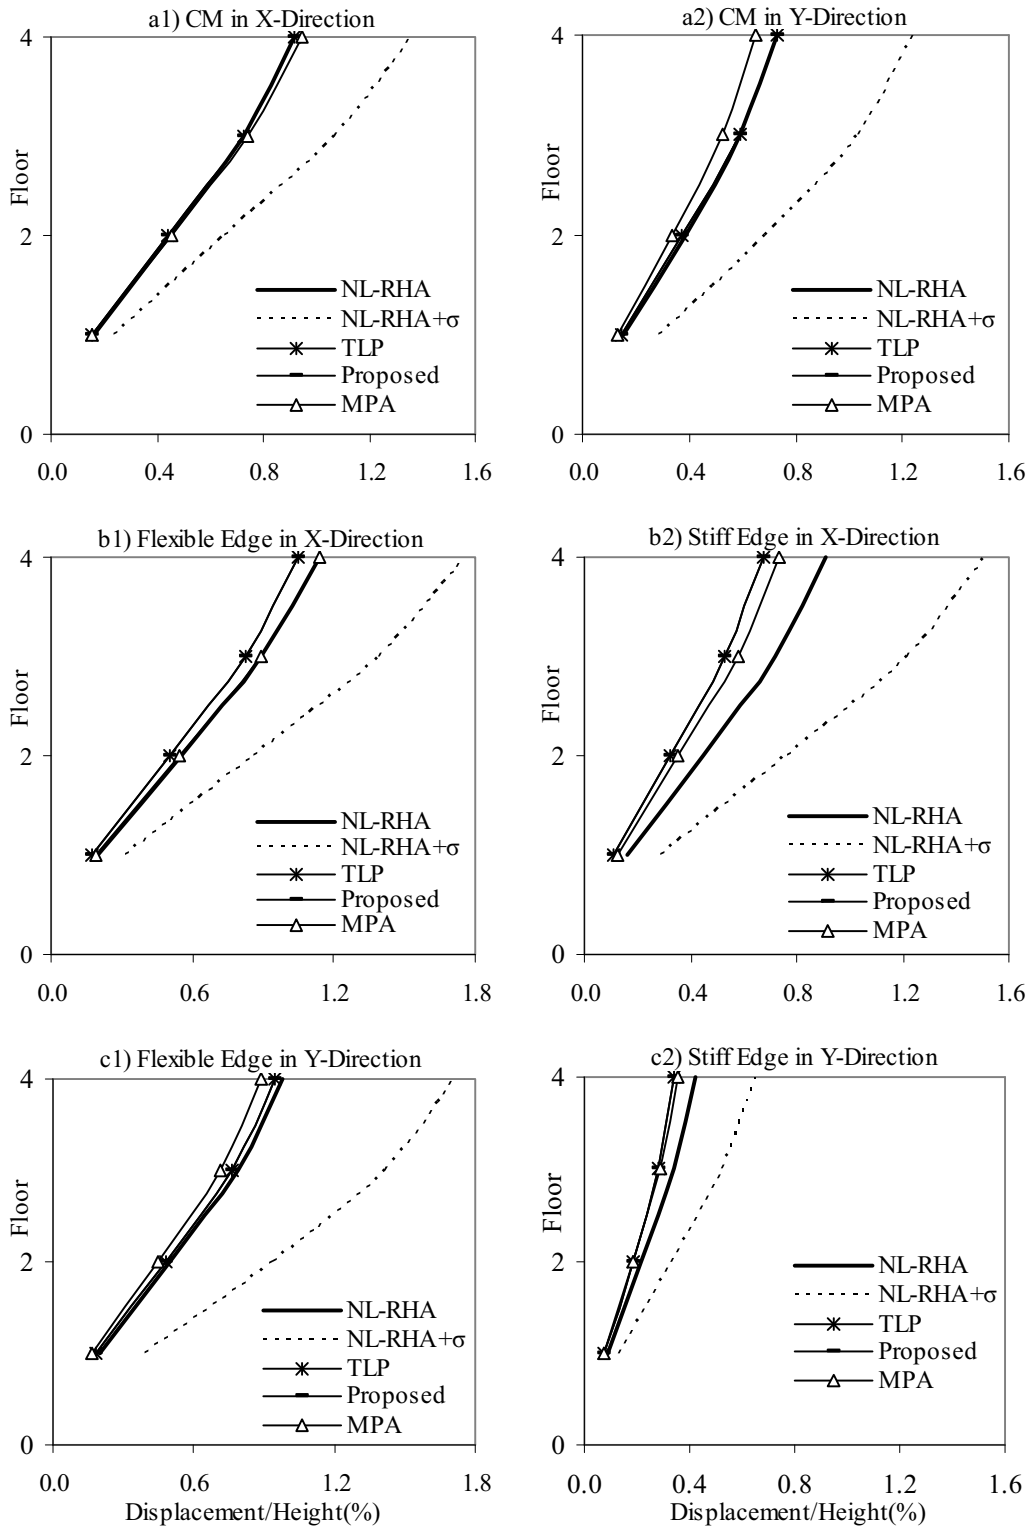 a1) CM in X-Direction
4
2
0
Floor
NL-RHA
NL-RHA+σ
TLP
Proposed
MPA
0.0 0.4 0.8 1.2 1.6
a2) CM in Y-Direction
4
2
0
Floor
NL-RHA
NL-RHA+σ
TLP
Proposed
MPA
0.0 0.4 0.8 1.2 1.6
b1) Flexible Edge in X-Direction
4
2
0
Floor
NL-RHA
NL-RHA+σ
TLP
Proposed
MPA
0.0 0.6 1.2 1.8
b2) Stiff Edge in X-Direction
4
2
0
Floor
NL-RHA
NL-RHA+σ
TLP
Proposed
MPA
0.0 0.4 0.8 1.2 1.6
c1) Flexible Edge in Y-Direction
4
2
0
Floor
NL-RHA
NL-RHA+σ
TLP
Proposed
MPA
0.0 0.6 1.2 1.8
Displacement/Height(%)
c2) Stiff Edge in Y-Direction
4
2
0
Floor
NL-RHA
NL-RHA+σ
TLP
Proposed
MPA
0.0 0.4 0.8 1.2 1.6
Displacement/Height(%)